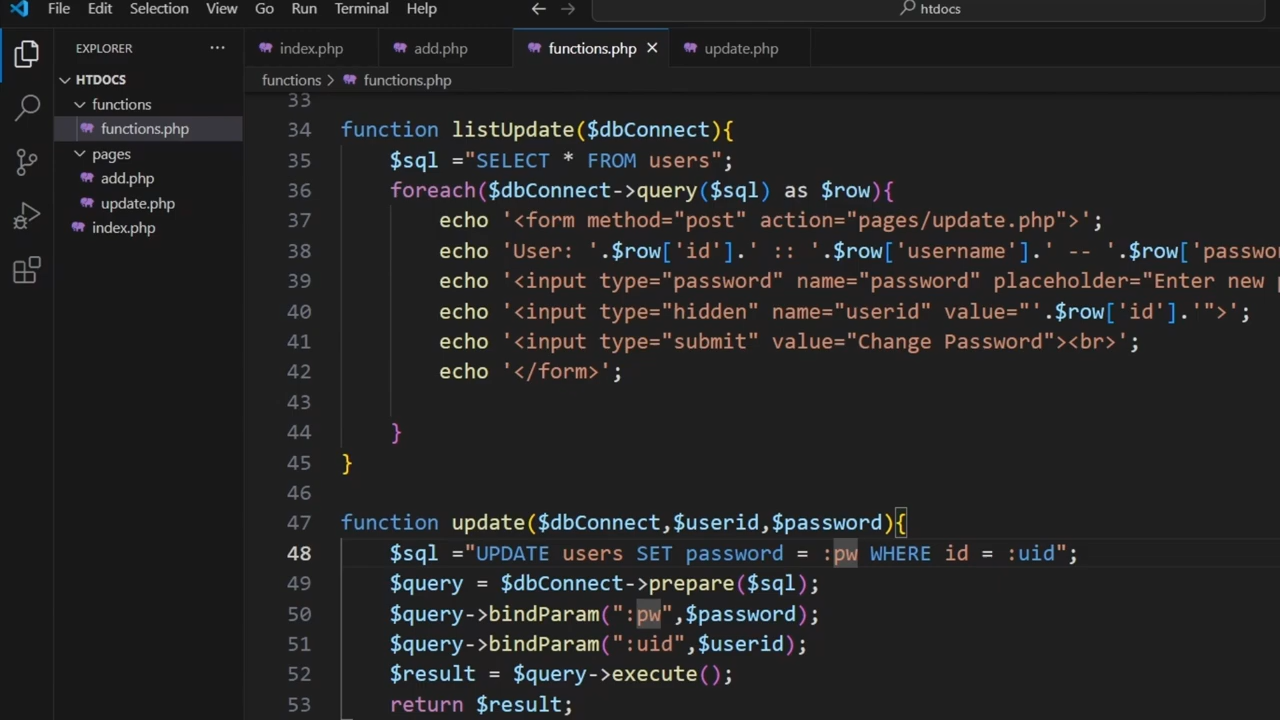 File Edit Selection View Go Run Terminal Help htdocs
EXPLORER
HTDOCS
functions
functions.php
pages
add.php
update.php
index.php
index.php add.php functions.php update.php
functions > functions.php
33
34 function listUpdate($dbConnect){
35 $sql ="SELECT * FROM users";
36 foreach($dbConnect->query($sql) as $row){
37 echo '<form method="post" action="pages/update.php">';
38 echo 'User: '.$row['id'].' :: '.$row['username'].' -- '.$row['passwo
39 echo '<input type="password" name="password" placeholder="Enter new p
40 echo '<input type="hidden" name="userid" value="'.$row['id'].'">';
41 echo '<input type="submit" value="Change Password"><br>';
42 echo '</form>';
43
44 }
45 }
46
47 function update($dbConnect,$userid,$password){
48 $sql ="UPDATE users SET password = :pw WHERE id = :uid";
49 $query = $dbConnect->prepare($sql);
50 $query->bindParam(":pw",$password);
51 $query->bindParam(":uid",$userid);
52 $result = $query->execute();
53 return $result;